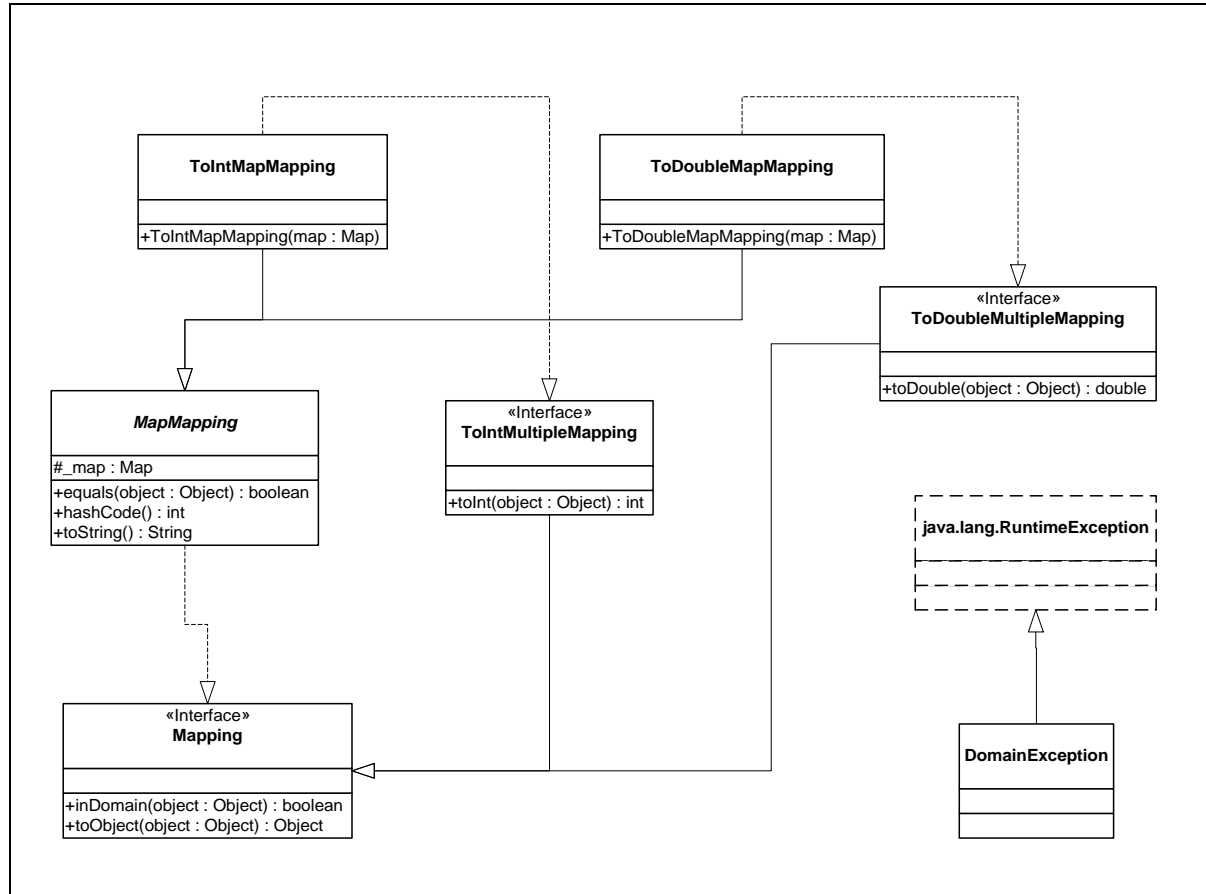 ToIntMapMapping
+ToIntMapMapping(map : Map)
ToDoubleMapMapping
+ToDoubleMapMapping(map : Map)
«Interface»
ToDoubleMultipleMapping
+toDouble(object : Object) : double
MapMapping
#_map : Map
+equals(object : Object) : boolean
+hashCode() : int
+toString() : String
«Interface»
ToIntMultipleMapping
+toInt(object : Object) : int
java.lang.RuntimeException
«Interface»
Mapping
+inDomain(object : Object) : boolean
+toObject(object : Object) : Object
DomainException